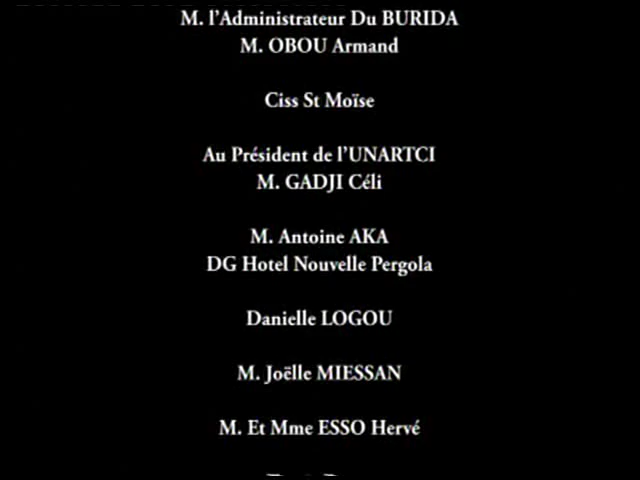 M. l'Administrateur Du BURIDA
M. OBOU Armand
Ciss St Moïse
Au Président de l'UNARTCI
M. GADJI Céli
M. Antoine AKA
DG Hotel Nouvelle Pergola
Danielle LOGOU
M. Joëlle MIESSAN
M. Et Mme ESSO Hervé